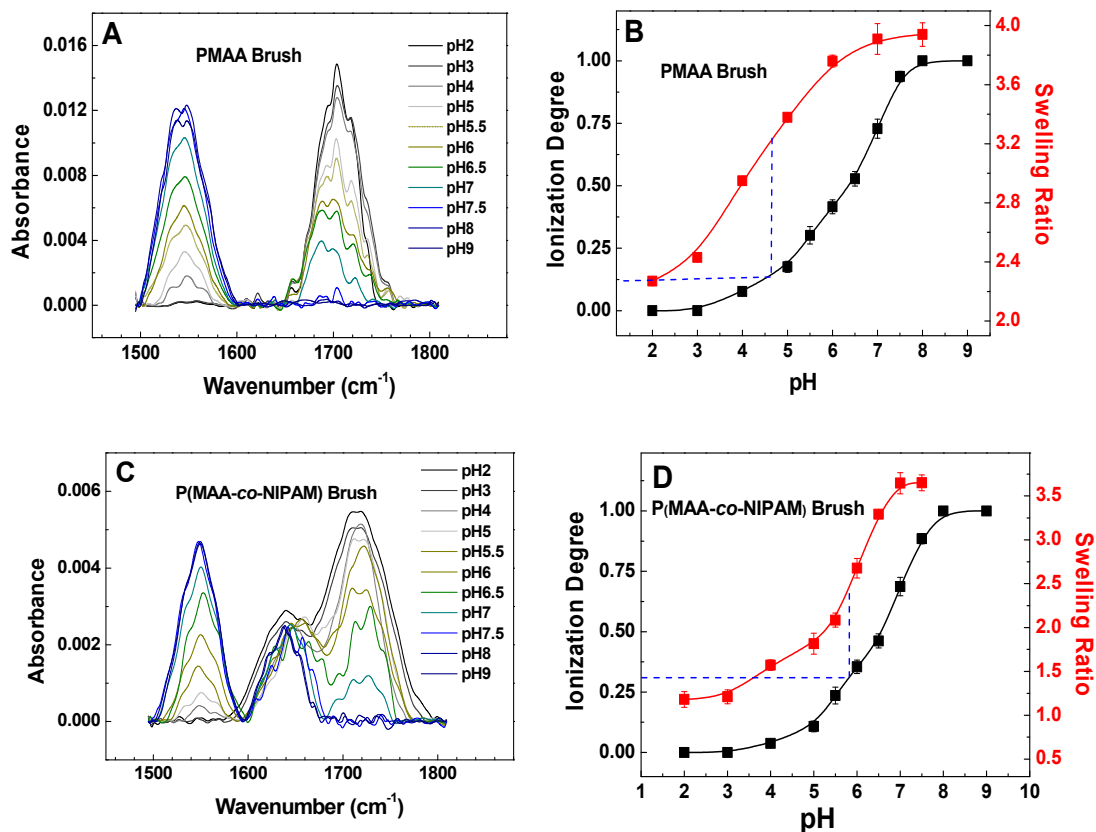 A
PMAA Brush
pH2
pH3
pH4
pH5
pH5.5
pH6
pH6.5
pH7
pH7.5
pH8
pH9
0.016
0.012
0.008
0.004
0.000
Absorbance
1500 1600 1700 1800
Wavenumber (cm-1)
B
PMAA Brush
1.00
0.75
0.50
0.25
0.00
Ionization Degree
4.0
3.6
3.2
2.8
2.4
2.0
Swelling Ratio
2 3 4 5 6 7 8 9
pH
C
P(MAA-co-NIPAM) Brush
pH2
pH3
pH4
pH5
pH5.5
pH6
pH6.5
pH7
pH7.5
pH8
pH9
0.006
0.004
0.002
0.000
Absorbance
1500 1600 1700 1800
Wavenumber (cm-1)
D
P(MAA-co-NIPAM) Brush
1.00
0.75
0.50
0.25
0.00
Ionization Degree
3.5
3.0
2.5
2.0
1.5
1.0
0.5
Swelling Ratio
1 2 3 4 5 6 7 8 9 10
pH